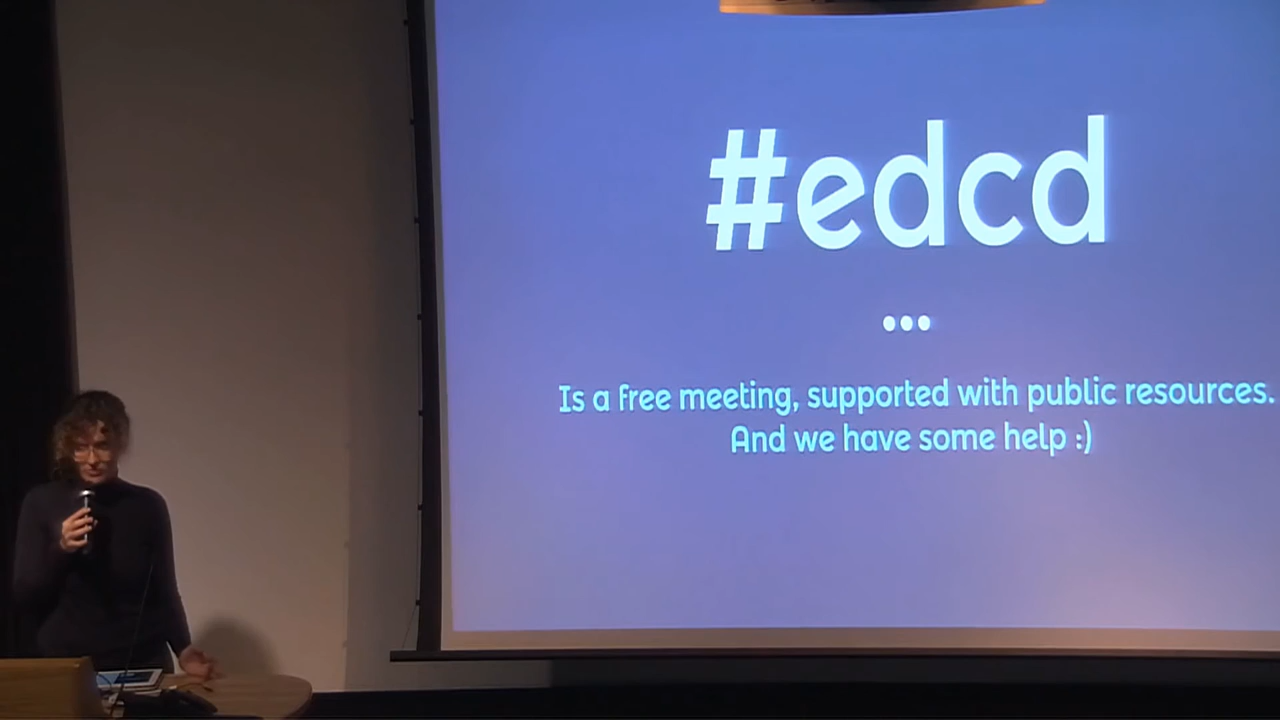 #edcd
...
Is a free meeting, supported with public resources.
And we have some help :)